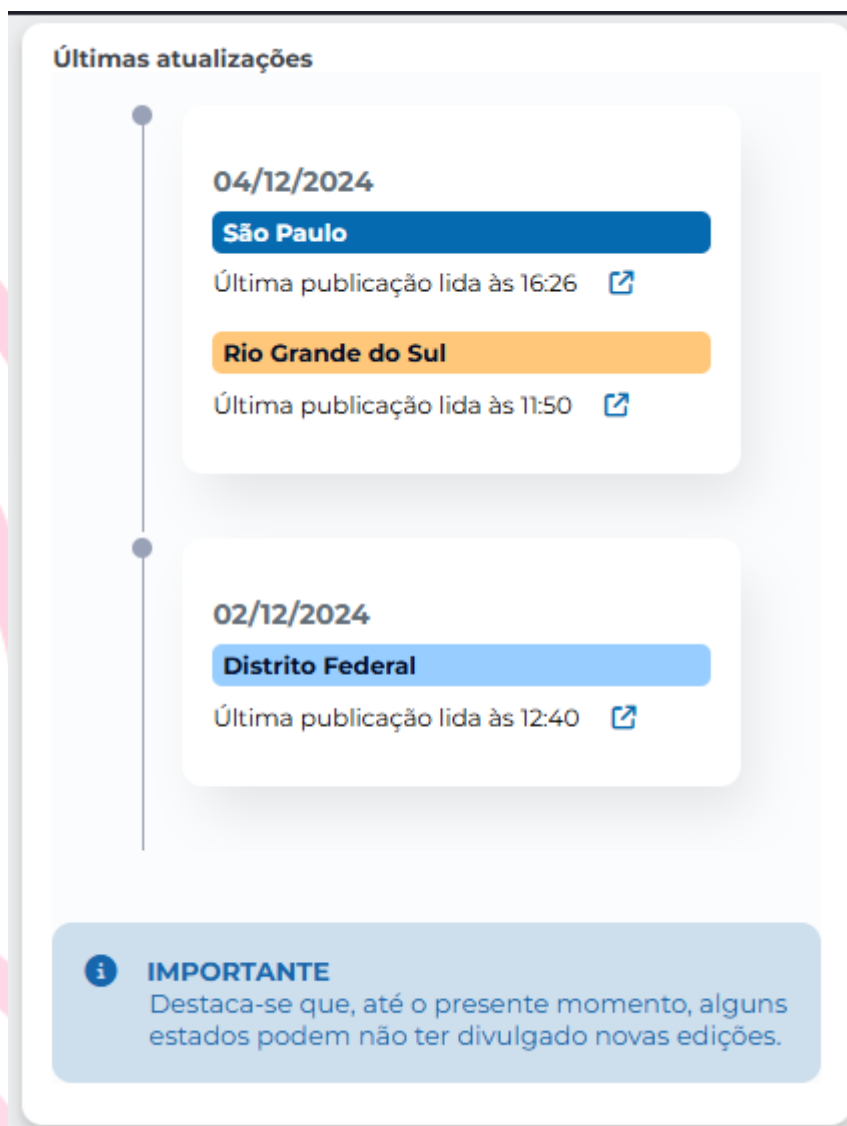 Últimas atualizações
04/12/2024
São Paulo
Última publicação lida às 16:26
Rio Grande do Sul
Última publicação lida às 11:50
02/12/2024
Distrito Federal
Última publicação lida às 12:40
IMPORTANTE
Destaca-se que, até o presente momento, alguns
estados podem não ter divulgado novas edições.